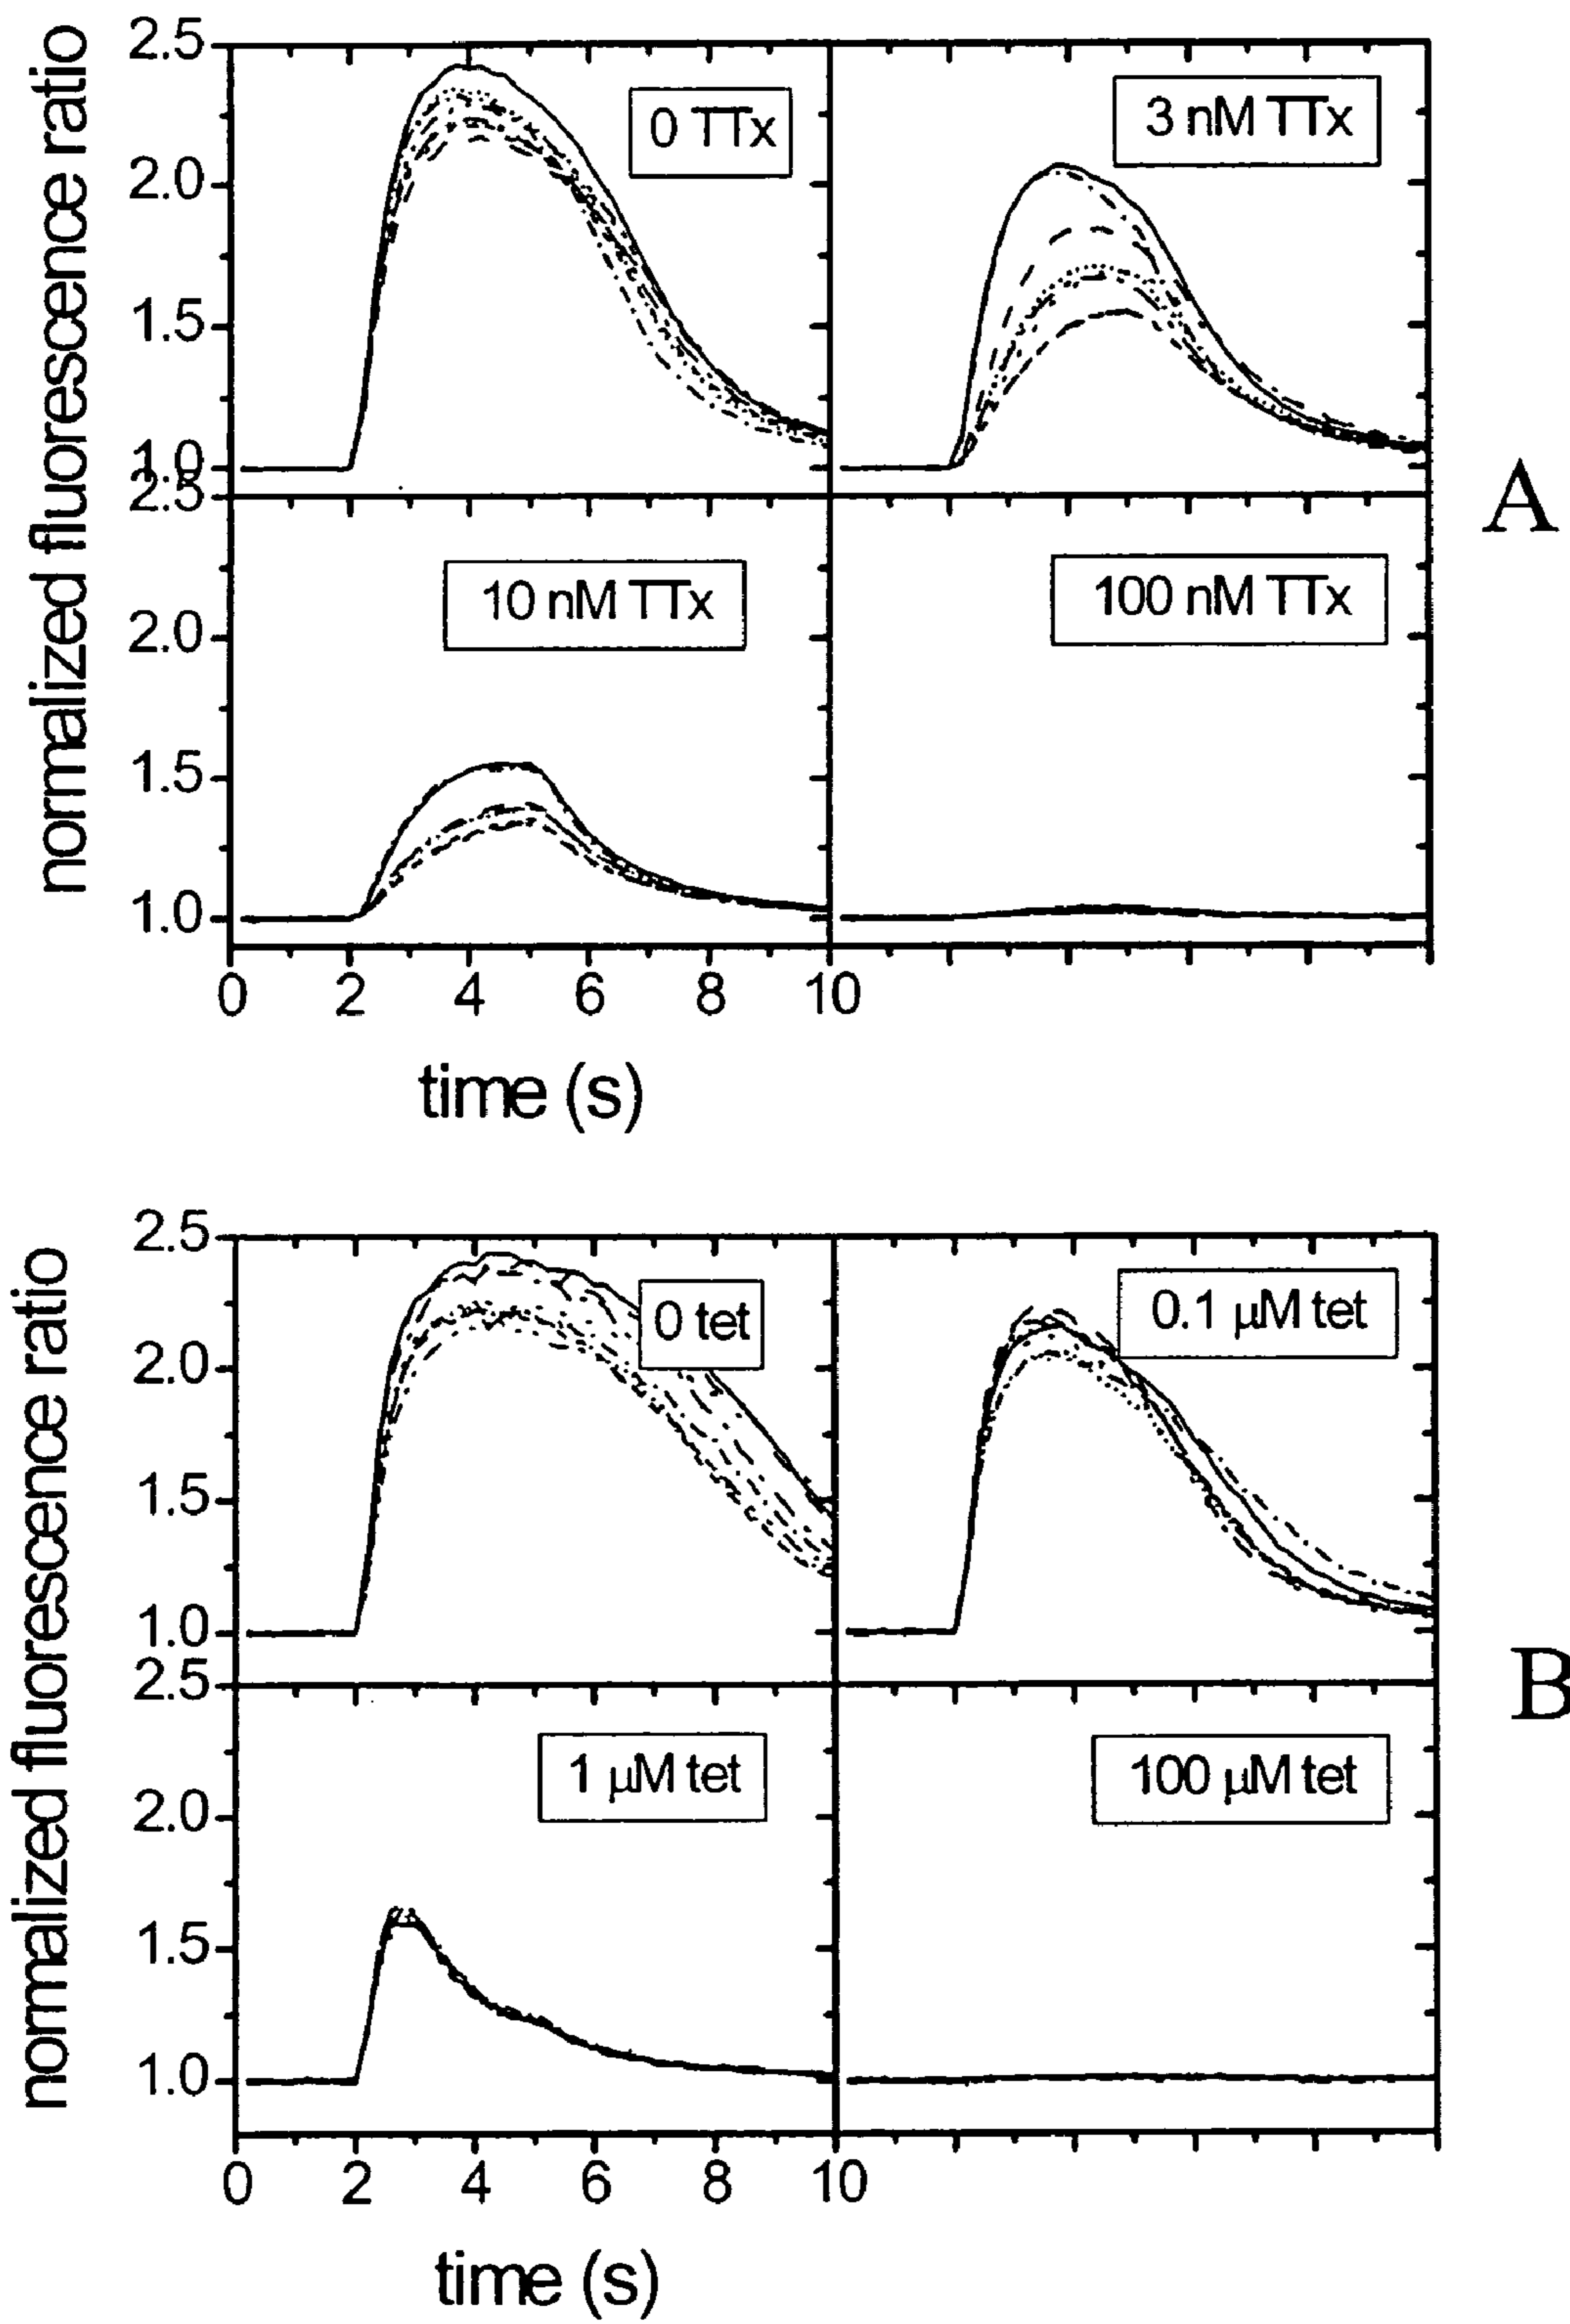 normalized fluorescence ratio
2.5
2.0
1.5
1.0
0 TTx
3 nM TTx
A
2.5
2.0
1.5
1.0
10 nM TTx
100 nM TTx
0 2 4 6 8 10
time (s)
normalized fluorescence ratio
2.5
2.0
1.5
1.0
0 tet
0.1 μM tet
B
2.5
2.0
1.5
1.0
1 μM tet
100 μM tet
0 2 4 6 8 10
time (s)